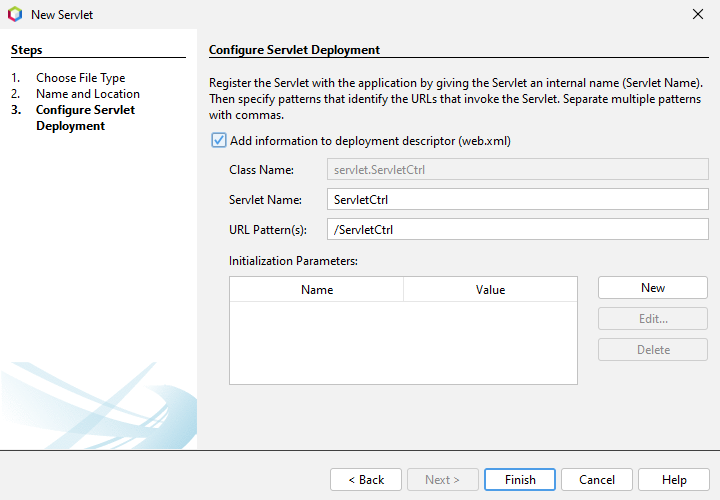 New Servlet
Steps
1. Choose File Type
2. Name and Location
3. Configure Servlet
Deployment
Configure Servlet Deployment
Register the Servlet with the application by giving the Servlet an internal name (Servlet Name).
Then specify patterns that identify the URLs that invoke the Servlet. Separate multiple patterns
with commas.
Add information to deployment descriptor (web.xml)
Class Name: servlet.ServletCtrl
Servlet Name: ServletCtrl
URL Pattern(s): /ServletCtrl
Initialization Parameters:
Name Value
New
Edit...
Delete
< Back Next > Finish Cancel Help